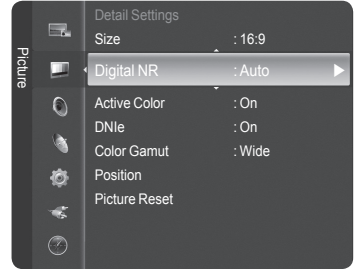 Picture
Detail Settings
Size : 16:9
Digital NR : Auto
Active Color : On
DNIe : On
Color Gamut : Wide
Position
Picture Reset